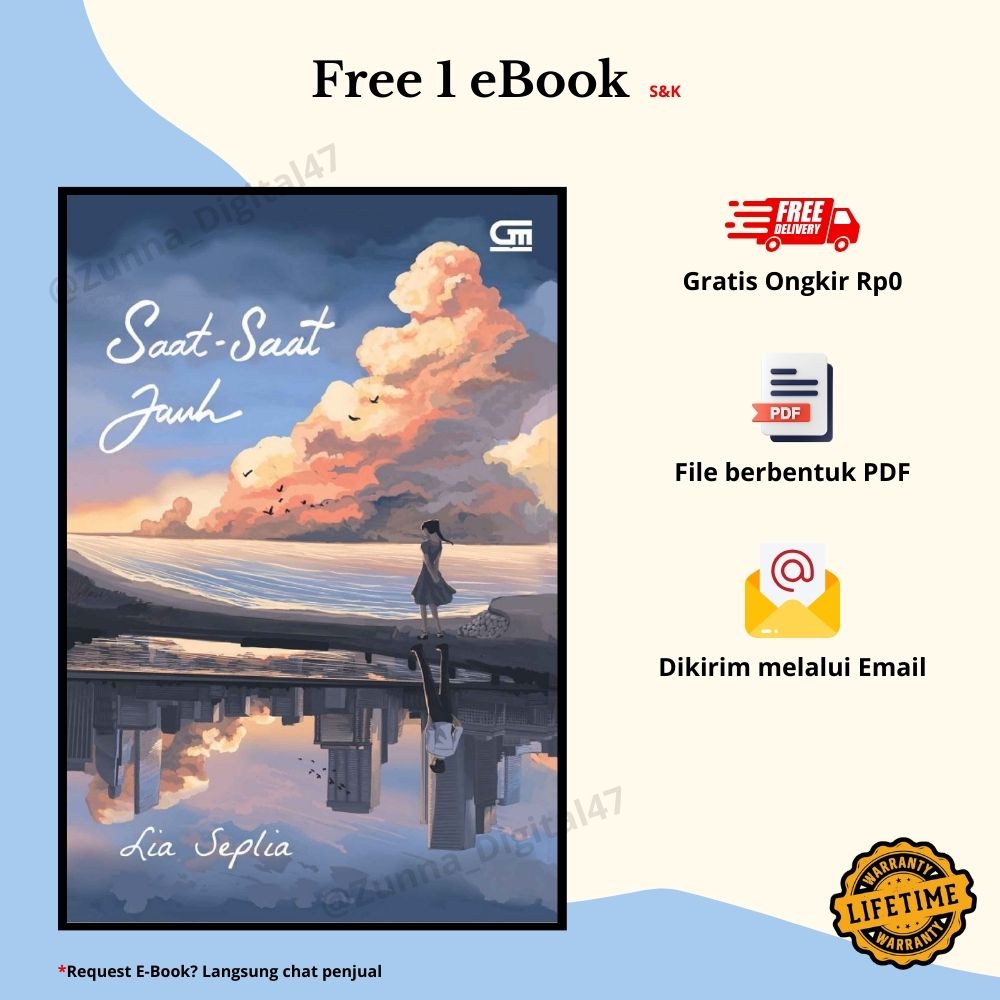 Free 1 eBook S&K
@Zunna_Digital47
GM
Saat-Saat
Jauh
Lia Seplia
@Zunna_Digital47
FREE
DELIVERY
Gratis Ongkir Rp0
PDF
File berbentuk PDF
@
Dikirim melalui Email
WARRANTY
LIFETIME
WARRANTY
*Request E-Book? Langsung chat penjual